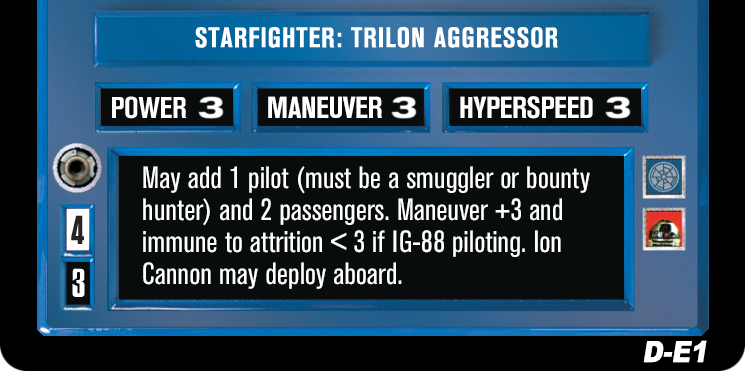 STARFIGHTER: TRILON AGGRESSOR
POWER 3 MANEUVER 3 HYPERSPEED 3
May add 1 pilot (must be a smuggler or bounty
hunter) and 2 passengers. Maneuver +3 and
immune to attrition < 3 if IG-88 piloting. Ion
Cannon may deploy aboard.
4
3
D-E1